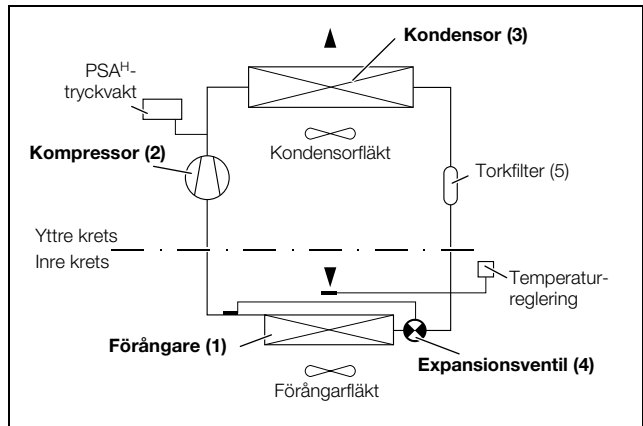 Kondensor (3)
PSAH-
tryckvakt
Kondensorfläkt
Kompressor (2)
Torkfilter (5)
Yttre krets
Inre krets
Temperatur-
reglering
Förångare (1)
Expansionsventil (4)
Förångarfläkt